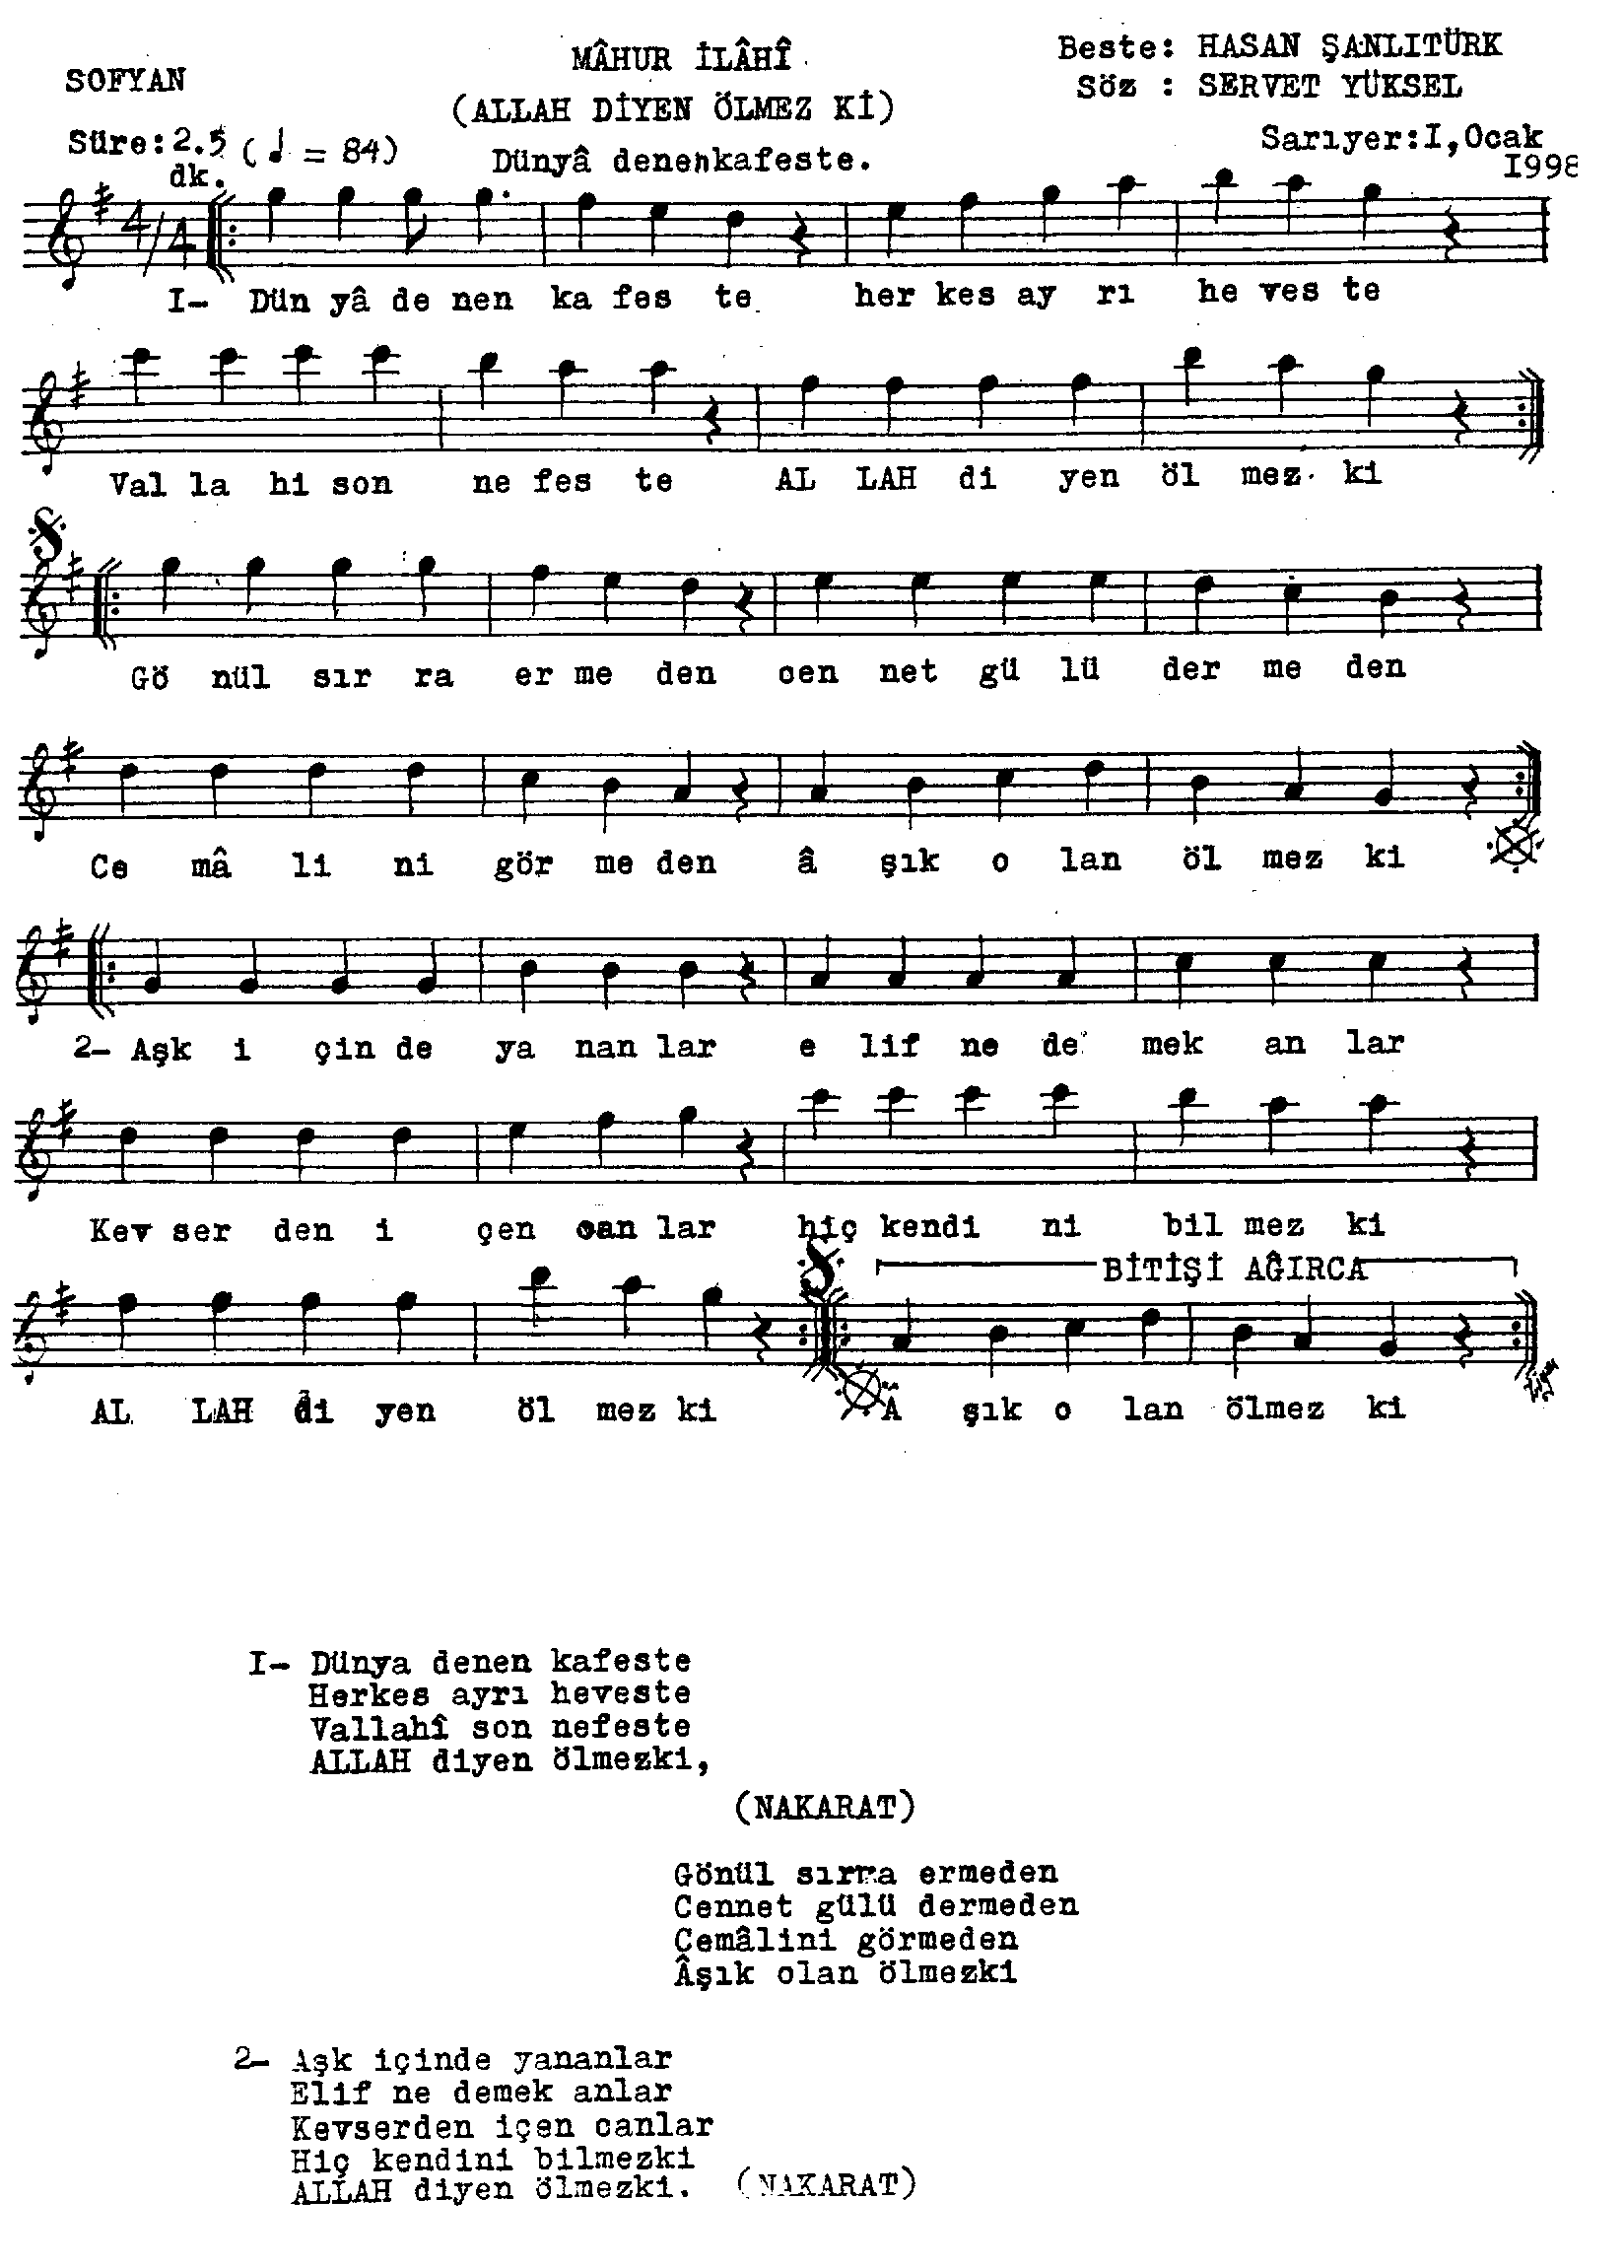 MÂHUR İLÂHÎ
Beste: HASAN ŞANLITÜRK
SOFYAN
(ALLAH DİYEN ÖLMEZ Kİ)
Söz : SERVET YÜKSEL
Süre: 2.5 dk. (♩ = 84)
Dünyâ denen kafeste.
Sarıyer: I, Ocak 1998
4/4
I- Dün yâ de nen ka fes te her kes ay rı he ves te
Val la hi son ne fes te AL LAH di yen öl mez ki
Gö nül sır ra er me den cen net gü lü der me den
Ce mâ li ni gör me den â şık o lan öl mez ki
2- Aşk i çin de ya nan lar e lif ne de mek an lar
Kev ser den i çen can lar hiç kendi ni bil mez ki
BİTİŞİ AĞIRCA
AL LAH di yen öl mez ki Â şık o lan ölmez ki
I- Dünya denen kafeste
Herkes ayrı heveste
Vallahî son nefeste
ALLAH diyen ölmezki,
(NAKARAT)
Gönül sırra ermeden
Cennet gülü dermeden
Cemâlini görmeden
Âşık olan ölmezki
2- Aşk içinde yananlar
Elif ne demek anlar
Kevserden içen canlar
Hiç kendini bilmezki
ALLAH diyen ölmezki. (NAKARAT)